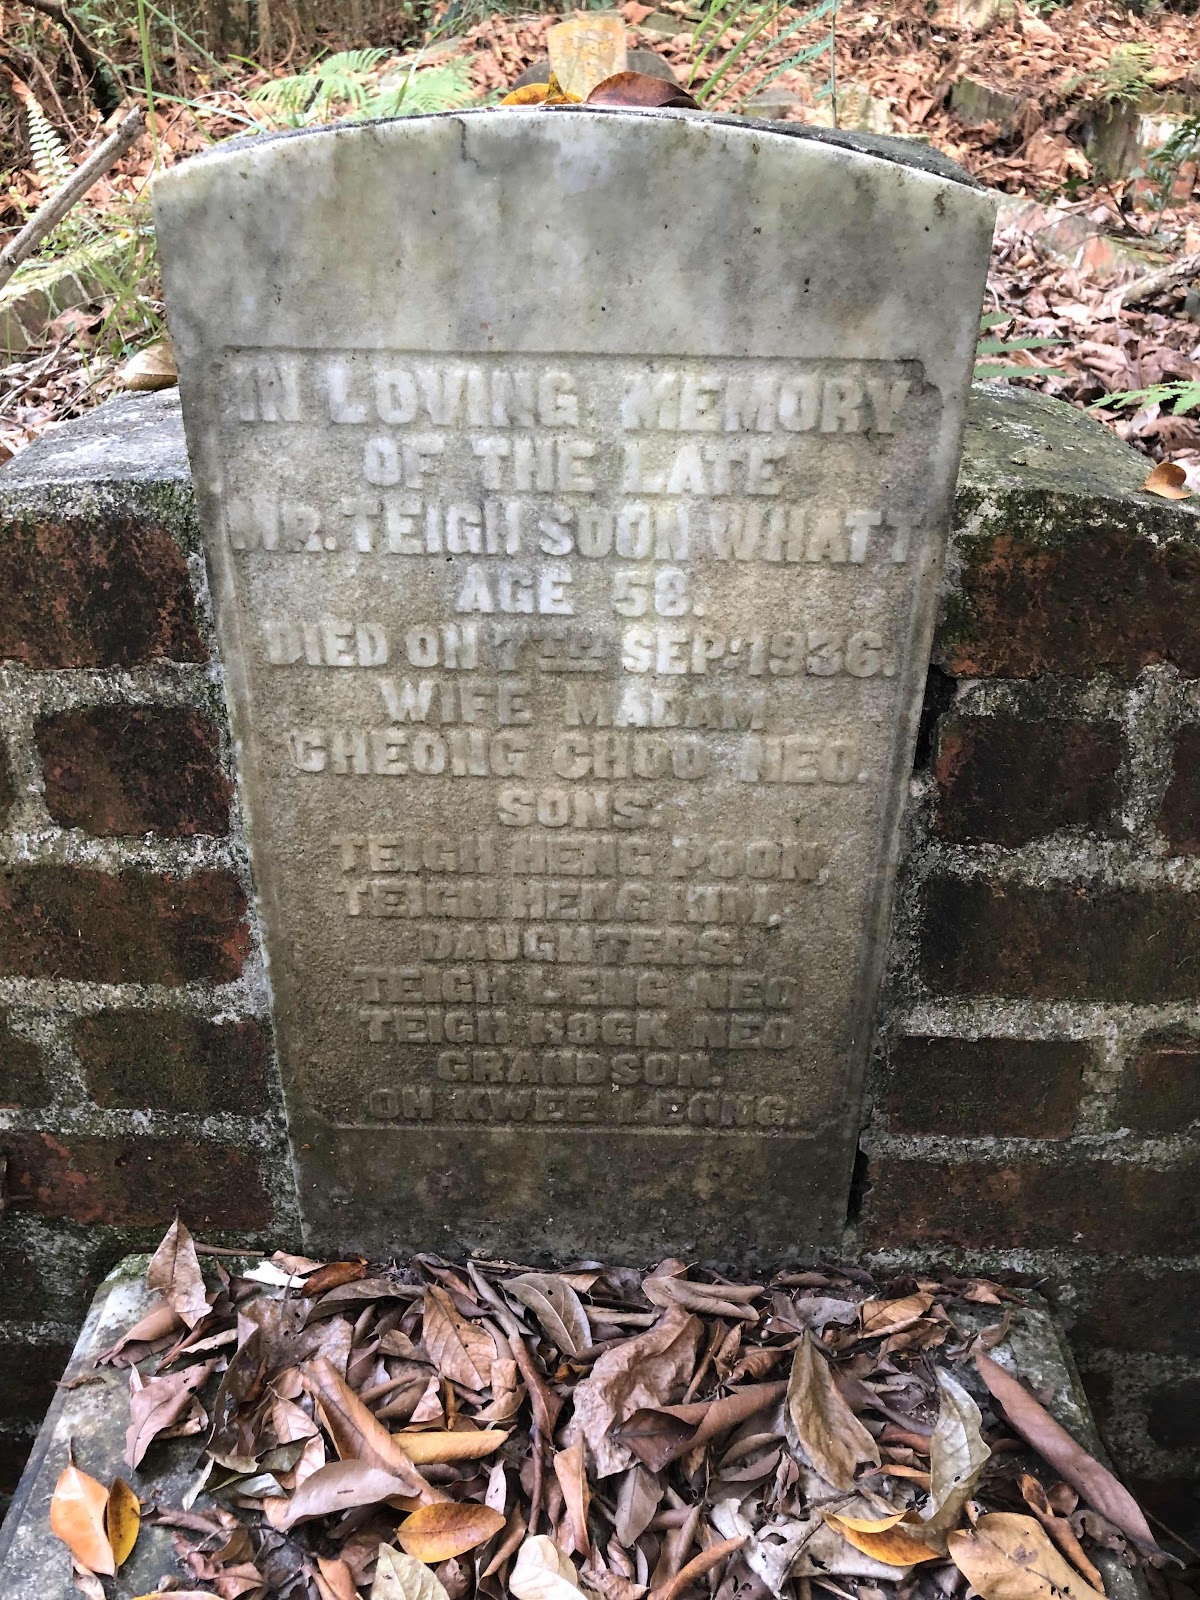 IN LOVING MEMORY
OF THE LATE
MR. TEIGH SOON WHATT
AGE 58.
DIED ON 7TH SEP: 1936.
WIFE MADAM
CHEONG CHOO NEO.
SONS.
TEIGH HENG POON,
TEIGH HENG KIM,
DAUGHTERS.
TEIGH LENG NEO
TEIGH HOCK NEO
GRANDSON.
OH KWEE LEONG.